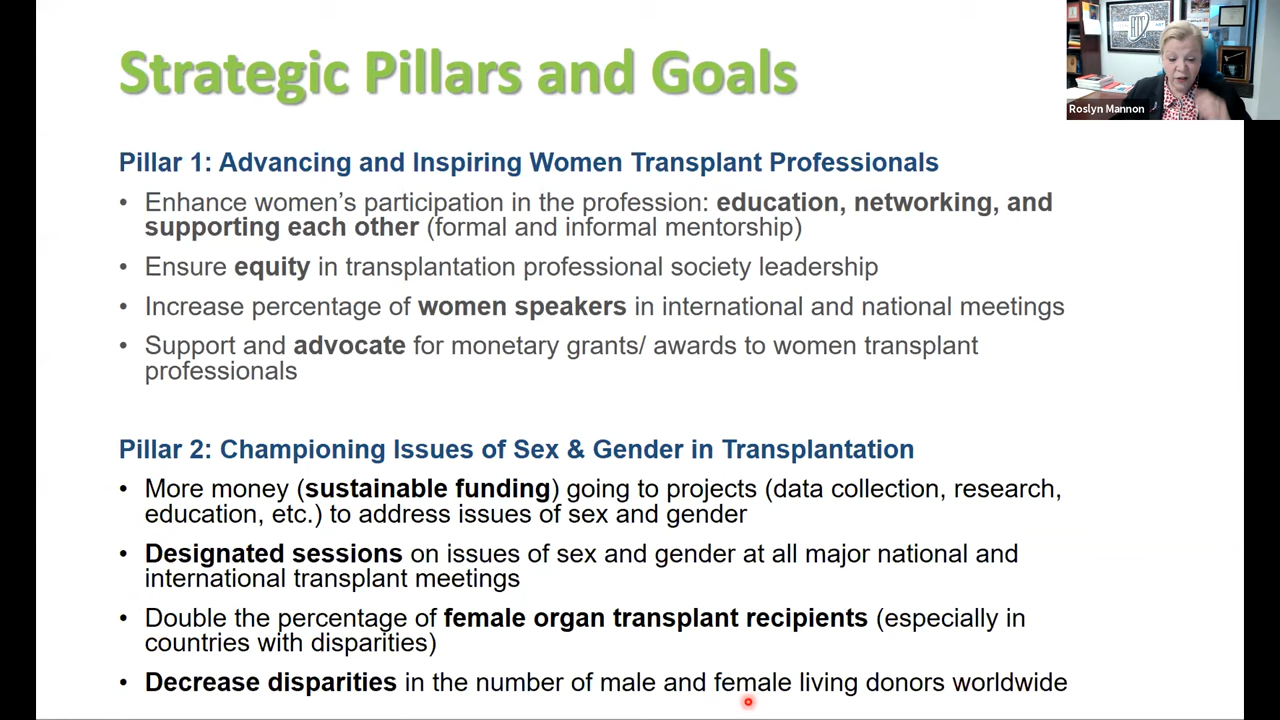 Strategic Pillars and Goals
Roslyn Mannon
Pillar 1: Advancing and Inspiring Women Transplant Professionals
• Enhance women’s participation in the profession: education, networking, and
supporting each other (formal and informal mentorship)
• Ensure equity in transplantation professional society leadership
• Increase percentage of women speakers in international and national meetings
• Support and advocate for monetary grants/ awards to women transplant
professionals
Pillar 2: Championing Issues of Sex & Gender in Transplantation
• More money (sustainable funding) going to projects (data collection, research,
education, etc.) to address issues of sex and gender
• Designated sessions on issues of sex and gender at all major national and
international transplant meetings
• Double the percentage of female organ transplant recipients (especially in
countries with disparities)
• Decrease disparities in the number of male and female living donors worldwide